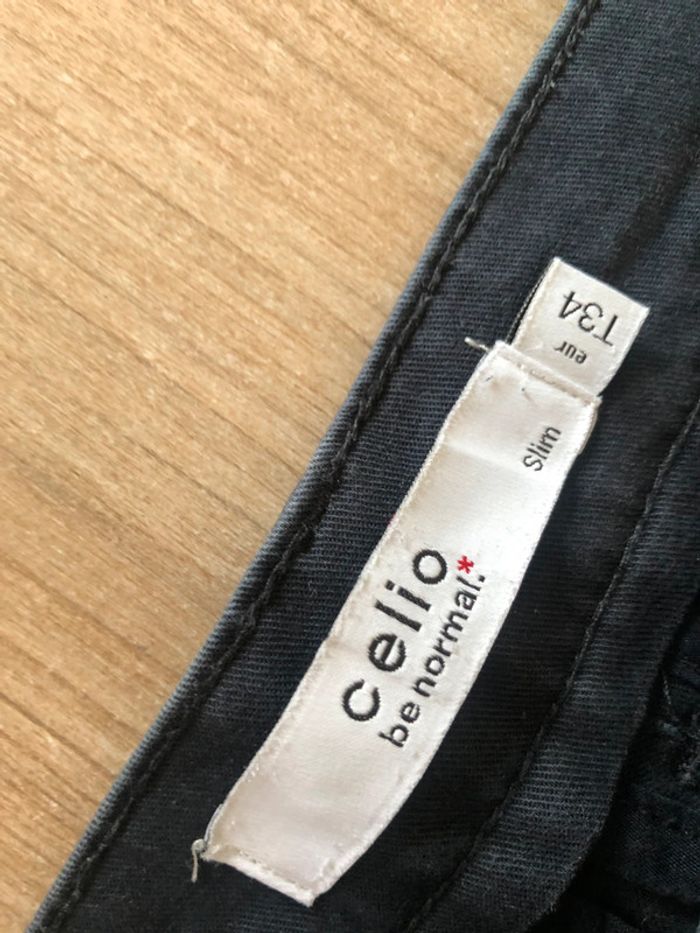 eur
T34
Slim
celio
be normal.*